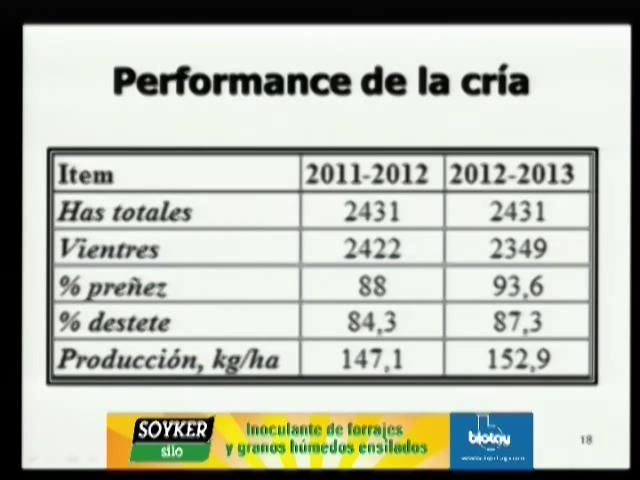 Performance de la cría
Item 2011-2012 2012-2013
Has totales 2431 2431
Vientres 2422 2349
% preñez 88 93,6
% destete 84,3 87,3
Producción, kg/ha 147,1 152,9
SOYKER
silo
Inoculante de forrajes
y granos húmedos ensilados
biotay
18